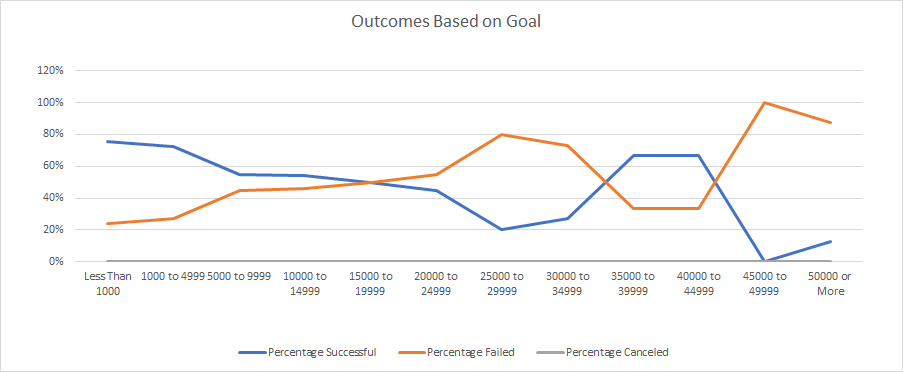 Outcomes Based on Goal
120%
100%
80%
60%
40%
20%
0%
Less Than
1000
1000 to 4999
5000 to 9999
10000 to
14999
15000 to
19999
20000 to
24999
25000 to
29999
30000 to
34999
35000 to
39999
40000 to
44999
45000 to
49999
50000 or
More
Percentage Successful
Percentage Failed
Percentage Canceled